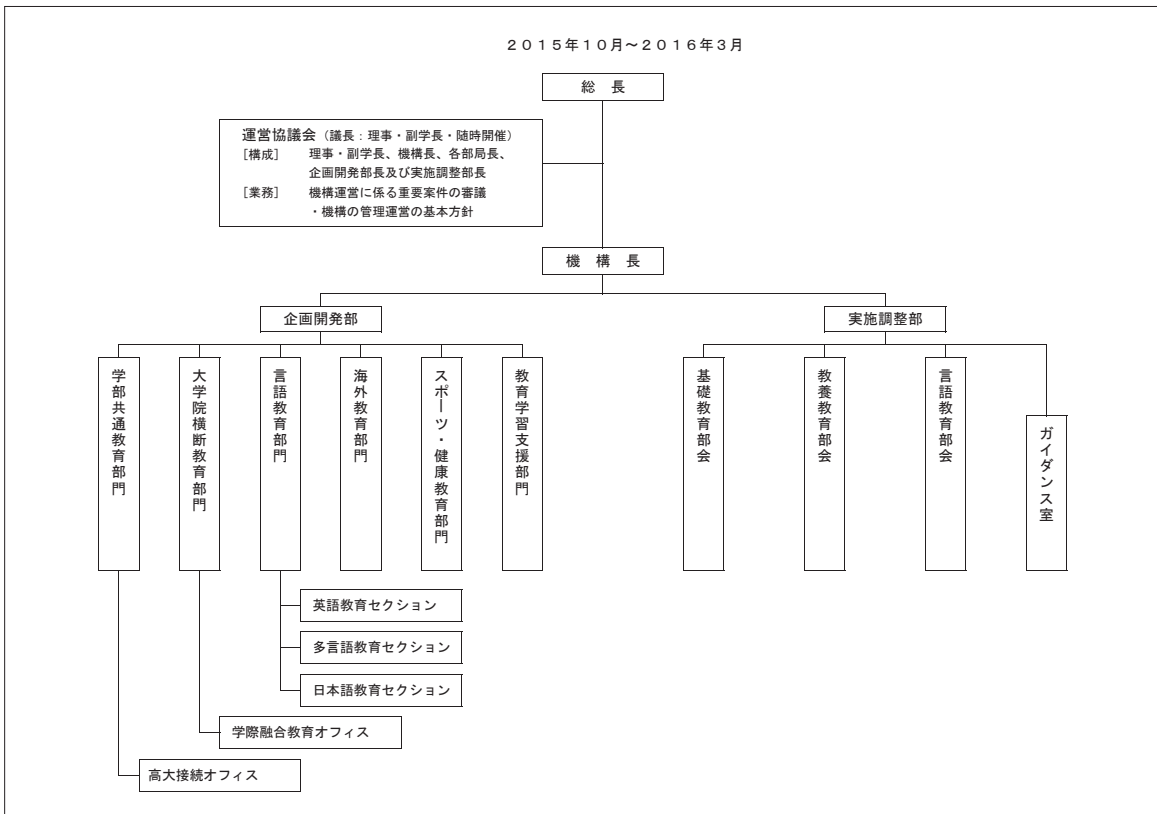 ２０１５年１０月～２０１６年３月
総　長
運営協議会（議長：理事・副学長・随時開催）
［構成］　理事・副学長、機構長、各部局長、
企画開発部長及び実施調整部長
［業務］　機構運営に係る重要案件の審議
・機構の管理運営の基本方針
機　構　長
企画開発部
実施調整部
学部共通教育部門
大学院横断教育部門
言語教育部門
海外教育部門
スポーツ・健康教育部門
教育学習支援部門
基礎教育部会
教養教育部会
言語教育部会
ガイダンス室
英語教育セクション
多言語教育セクション
日本語教育セクション
学際融合教育オフィス
高大接続オフィス